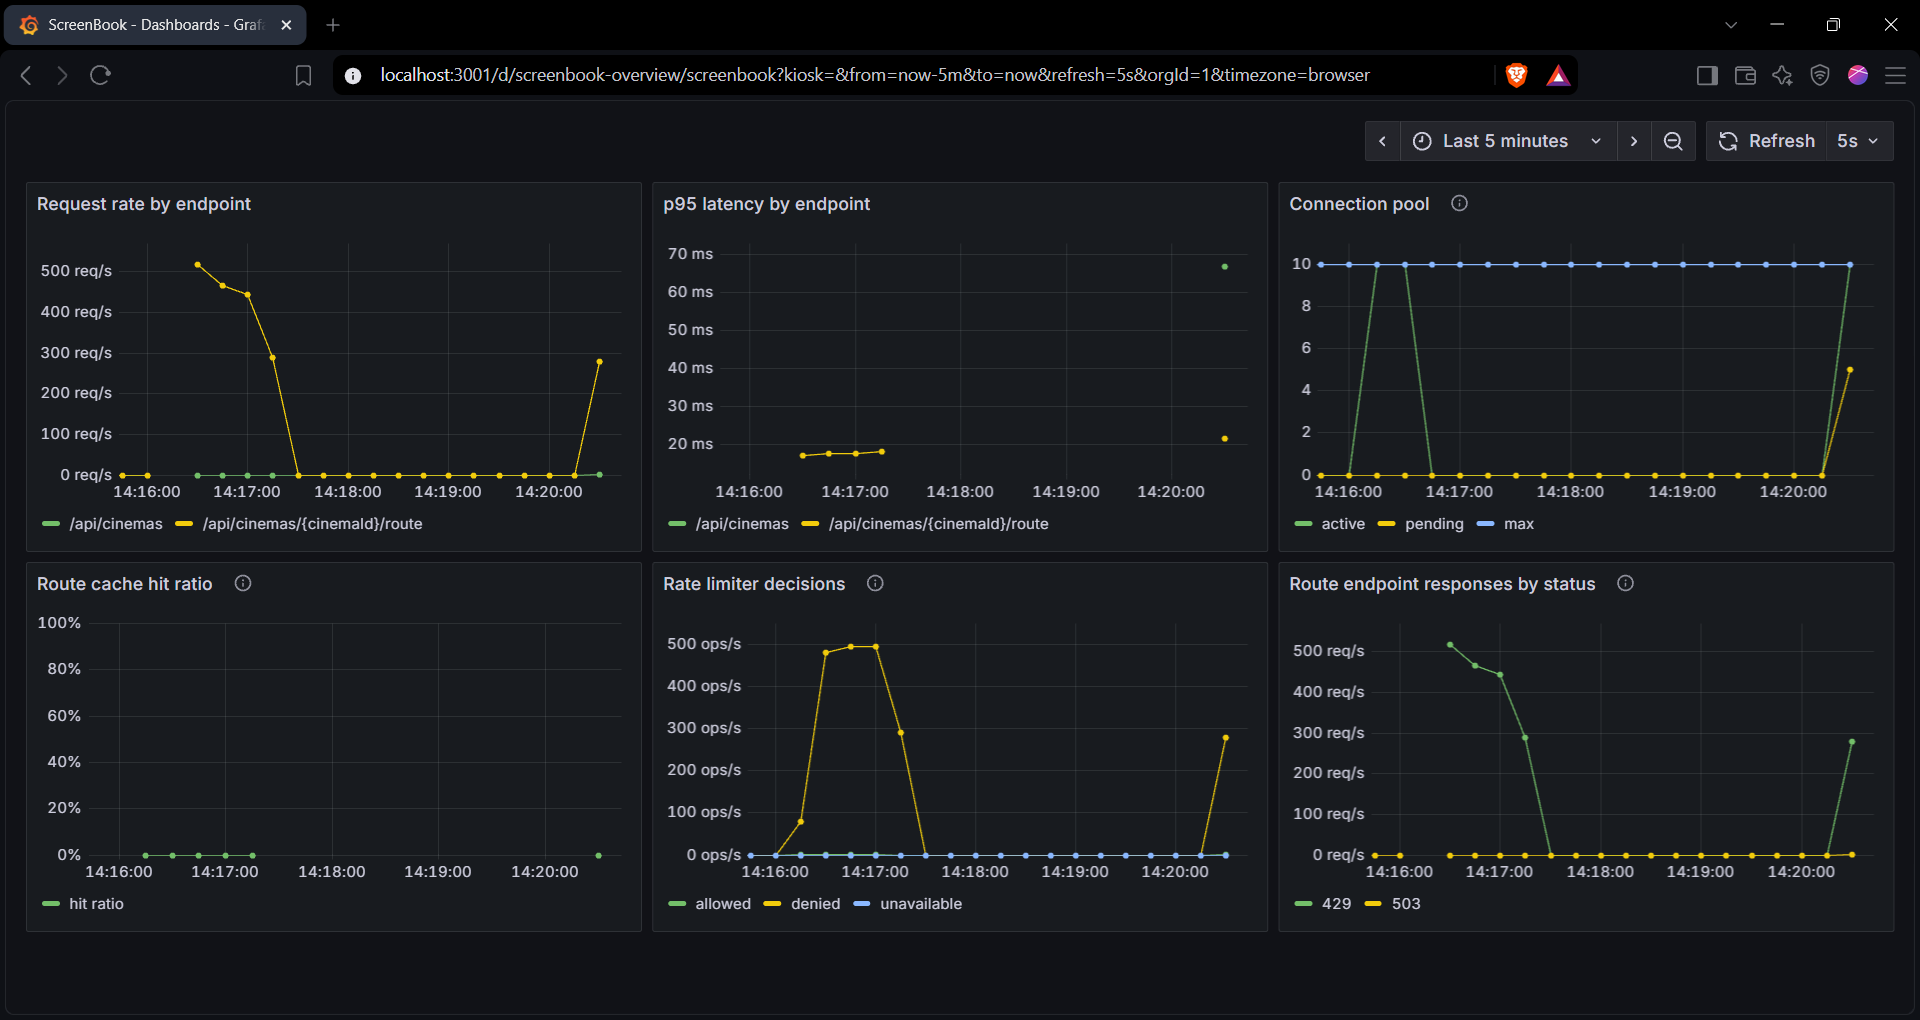 ScreenBook - Dashboards - Graf
localhost:3001/d/screenbook-overview/screenbook?kiosk=&from=now-5m&to=now&refresh=5s&orgId=1&timezone=browser
Last 5 minutes
Refresh
5s
Request rate by endpoint
500 req/s
400 req/s
300 req/s
200 req/s
100 req/s
0 req/s
14:16:00 14:17:00 14:18:00 14:19:00 14:20:00
/api/cinemas /api/cinemas/{cinemaId}/route
p95 latency by endpoint
70 ms
60 ms
50 ms
40 ms
30 ms
20 ms
14:16:00 14:17:00 14:18:00 14:19:00 14:20:00
/api/cinemas /api/cinemas/{cinemaId}/route
Connection pool
10
8
6
4
2
0
14:16:00 14:17:00 14:18:00 14:19:00 14:20:00
active pending max
Route cache hit ratio
100%
80%
60%
40%
20%
0%
14:16:00 14:17:00 14:18:00 14:19:00 14:20:00
hit ratio
Rate limiter decisions
500 ops/s
400 ops/s
300 ops/s
200 ops/s
100 ops/s
0 ops/s
14:16:00 14:17:00 14:18:00 14:19:00 14:20:00
allowed denied unavailable
Route endpoint responses by status
500 req/s
400 req/s
300 req/s
200 req/s
100 req/s
0 req/s
14:16:00 14:17:00 14:18:00 14:19:00 14:20:00
429 503